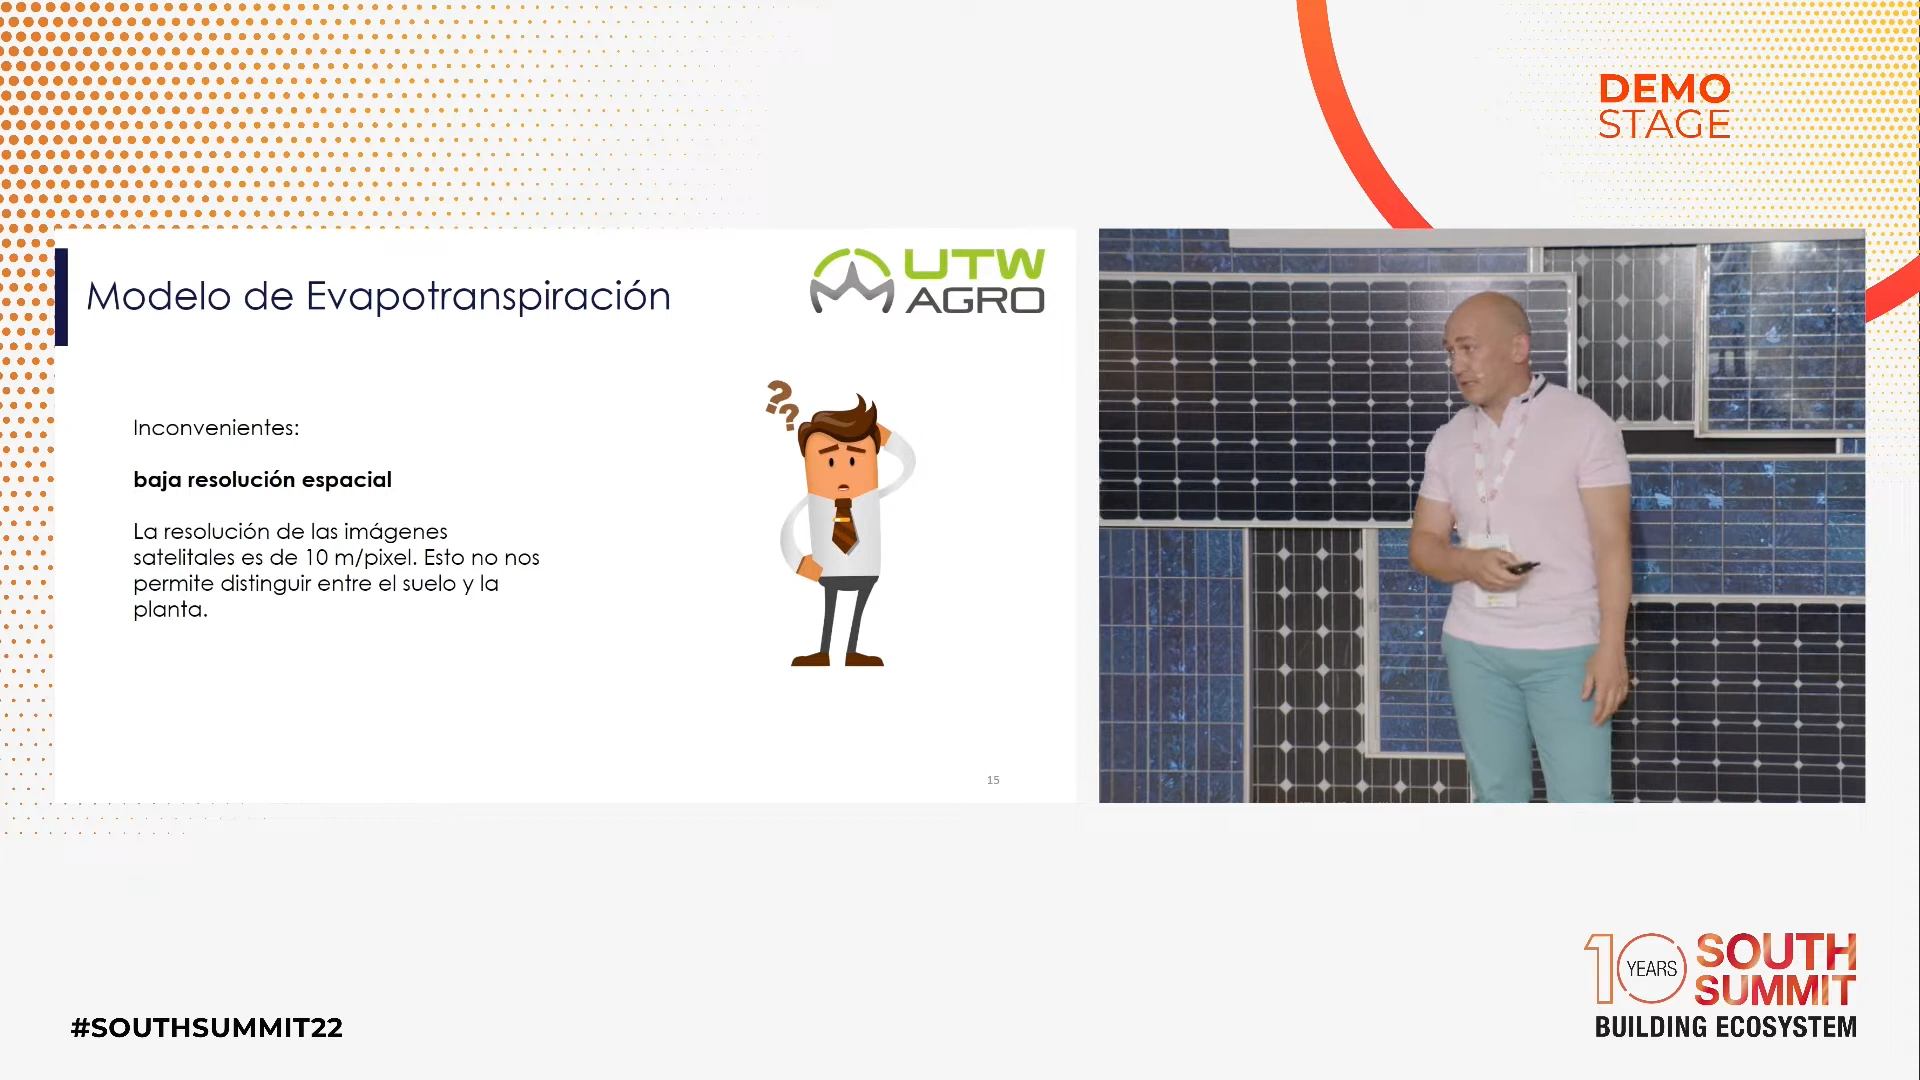 DEMO
STAGE
Modelo de Evapotranspiración
UTW
AGRO
??
Inconvenientes:
baja resolución espacial
La resolución de las imágenes
satelitales es de 10 m/pixel. Esto no nos
permite distinguir entre el suelo y la
planta.
15
#SOUTHSUMMIT22
10 YEARS SOUTH
SUMMIT
BUILDING ECOSYSTEM